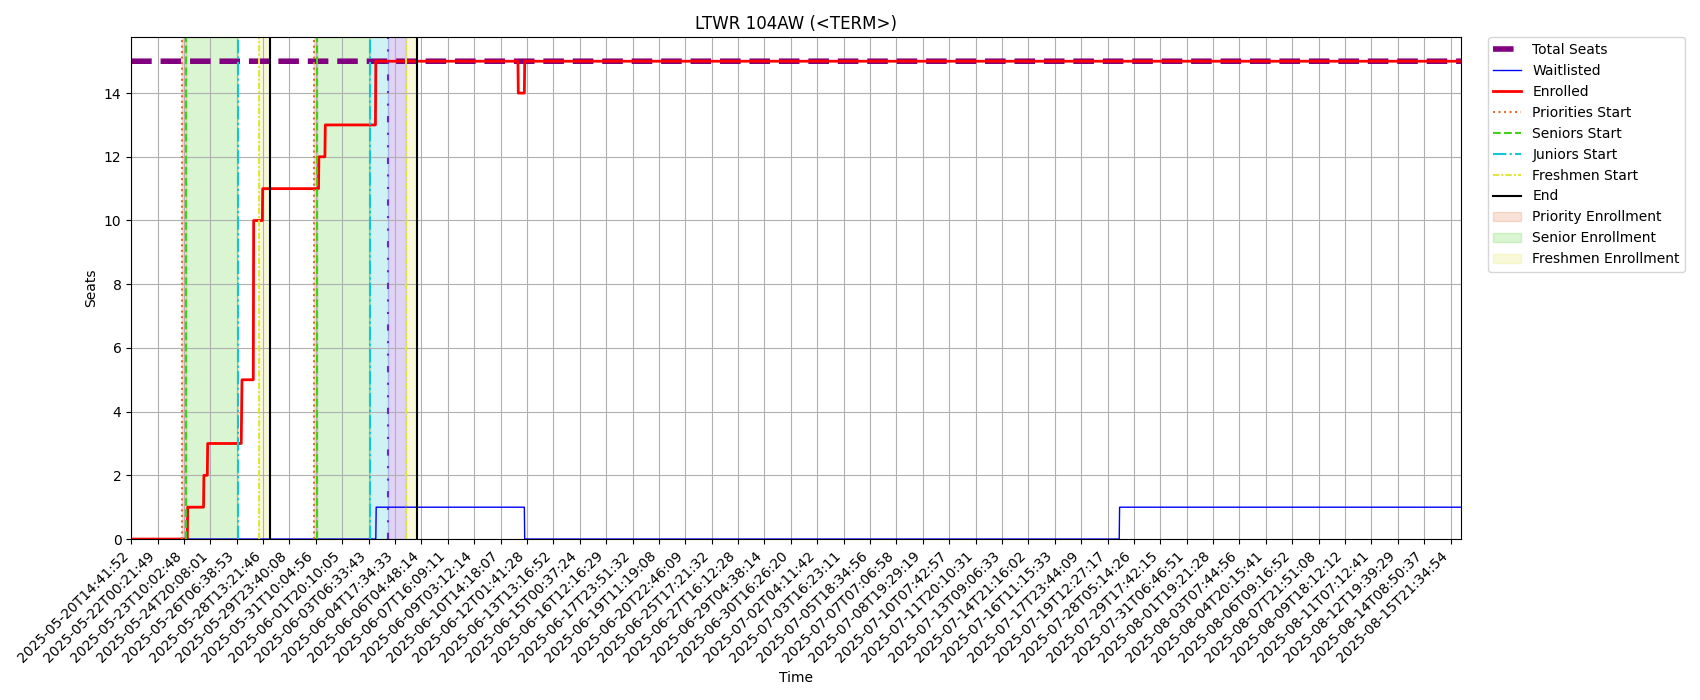 LTWR 104AW (<TERM>)
Total Seats
Waitlisted
Enrolled
Priorities Start
Seniors Start
Juniors Start
Freshmen Start
End
Priority Enrollment
Senior Enrollment
Freshmen Enrollment
Seats
14
12
10
8
6
4
2
0
2025-05-20T14:41:52
2025-05-22T00:21:49
2025-05-23T10:02:48
2025-05-24T20:08:01
2025-05-26T06:38:53
2025-05-28T13:21:46
2025-05-29T23:40:08
2025-05-31T10:04:56
2025-06-01T20:10:05
2025-06-03T06:33:43
2025-06-04T17:34:33
2025-06-06T04:48:14
2025-06-07T16:09:11
2025-06-09T03:12:14
2025-06-10T14:18:07
2025-06-12T01:41:28
2025-06-13T13:16:52
2025-06-15T00:37:24
2025-06-16T12:16:29
2025-06-17T23:51:32
2025-06-19T11:19:08
2025-06-20T22:46:09
2025-06-25T17:21:32
2025-06-27T16:12:28
2025-06-29T04:38:14
2025-06-30T16:26:20
2025-07-02T04:11:42
2025-07-03T16:23:11
2025-07-05T18:34:56
2025-07-07T07:06:58
2025-07-08T19:29:19
2025-07-10T07:42:57
2025-07-11T20:10:31
2025-07-13T09:06:33
2025-07-14T21:16:02
2025-07-16T11:15:33
2025-07-17T23:44:09
2025-07-19T12:27:17
2025-07-28T05:14:26
2025-07-29T17:42:15
2025-07-31T06:46:51
2025-08-01T19:21:28
2025-08-03T07:44:56
2025-08-04T20:15:41
2025-08-06T09:16:52
2025-08-07T21:51:08
2025-08-09T18:12:12
2025-08-11T07:12:41
2025-08-12T19:39:29
2025-08-14T08:50:37
2025-08-15T21:34:54
Time